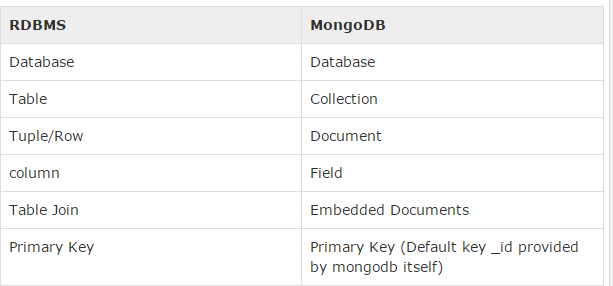 RDBMS MongoDB
Database Database
Table Collection
Tuple/Row Document
column Field
Table Join Embedded Documents
Primary Key Primary Key (Default key _id provided
by mongodb itself)